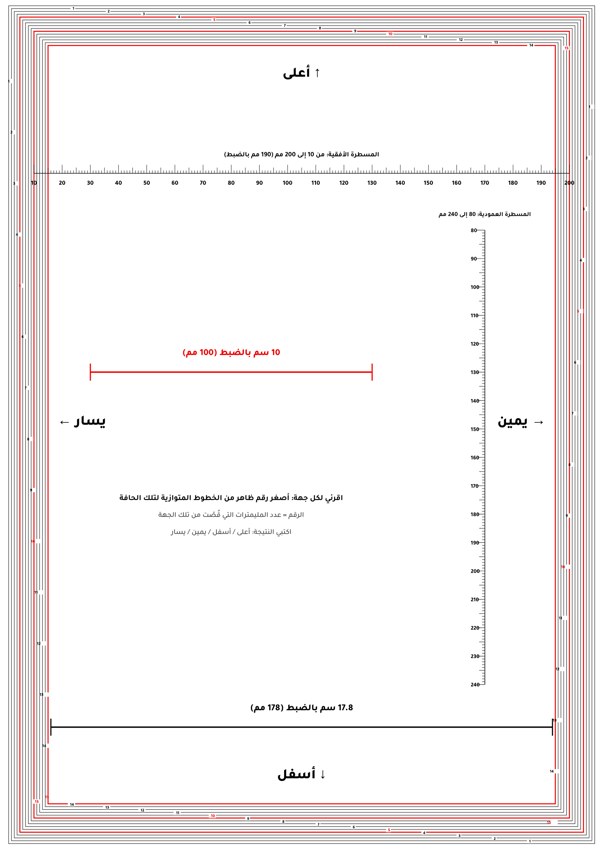 ↑ أعلى
المسطرة الأفقية: من 10 إلى 200 مم (190 مم بالضبط)
10 20 30 40 50 60 70 80 90 100 110 120 130 140 150 160 170 180 190 200
المسطرة العمودية: 80 إلى 240 مم
80
90
100
110
120
10 سم بالضبط (100 مم)
130
140
← يسار
يمين →
150
160
170
اقرئي لكل جهة: أصغر رقم ظاهر من الخطوط المتوازية لتلك الحافة
180
الرقم = عدد المليمترات التي قُصّت من تلك الجهة
اكتبي النتيجة: أعلى / أسفل / يمين / يسار
190
200
210
220
230
240
17.8 سم بالضبط (178 مم)
↓ أسفل